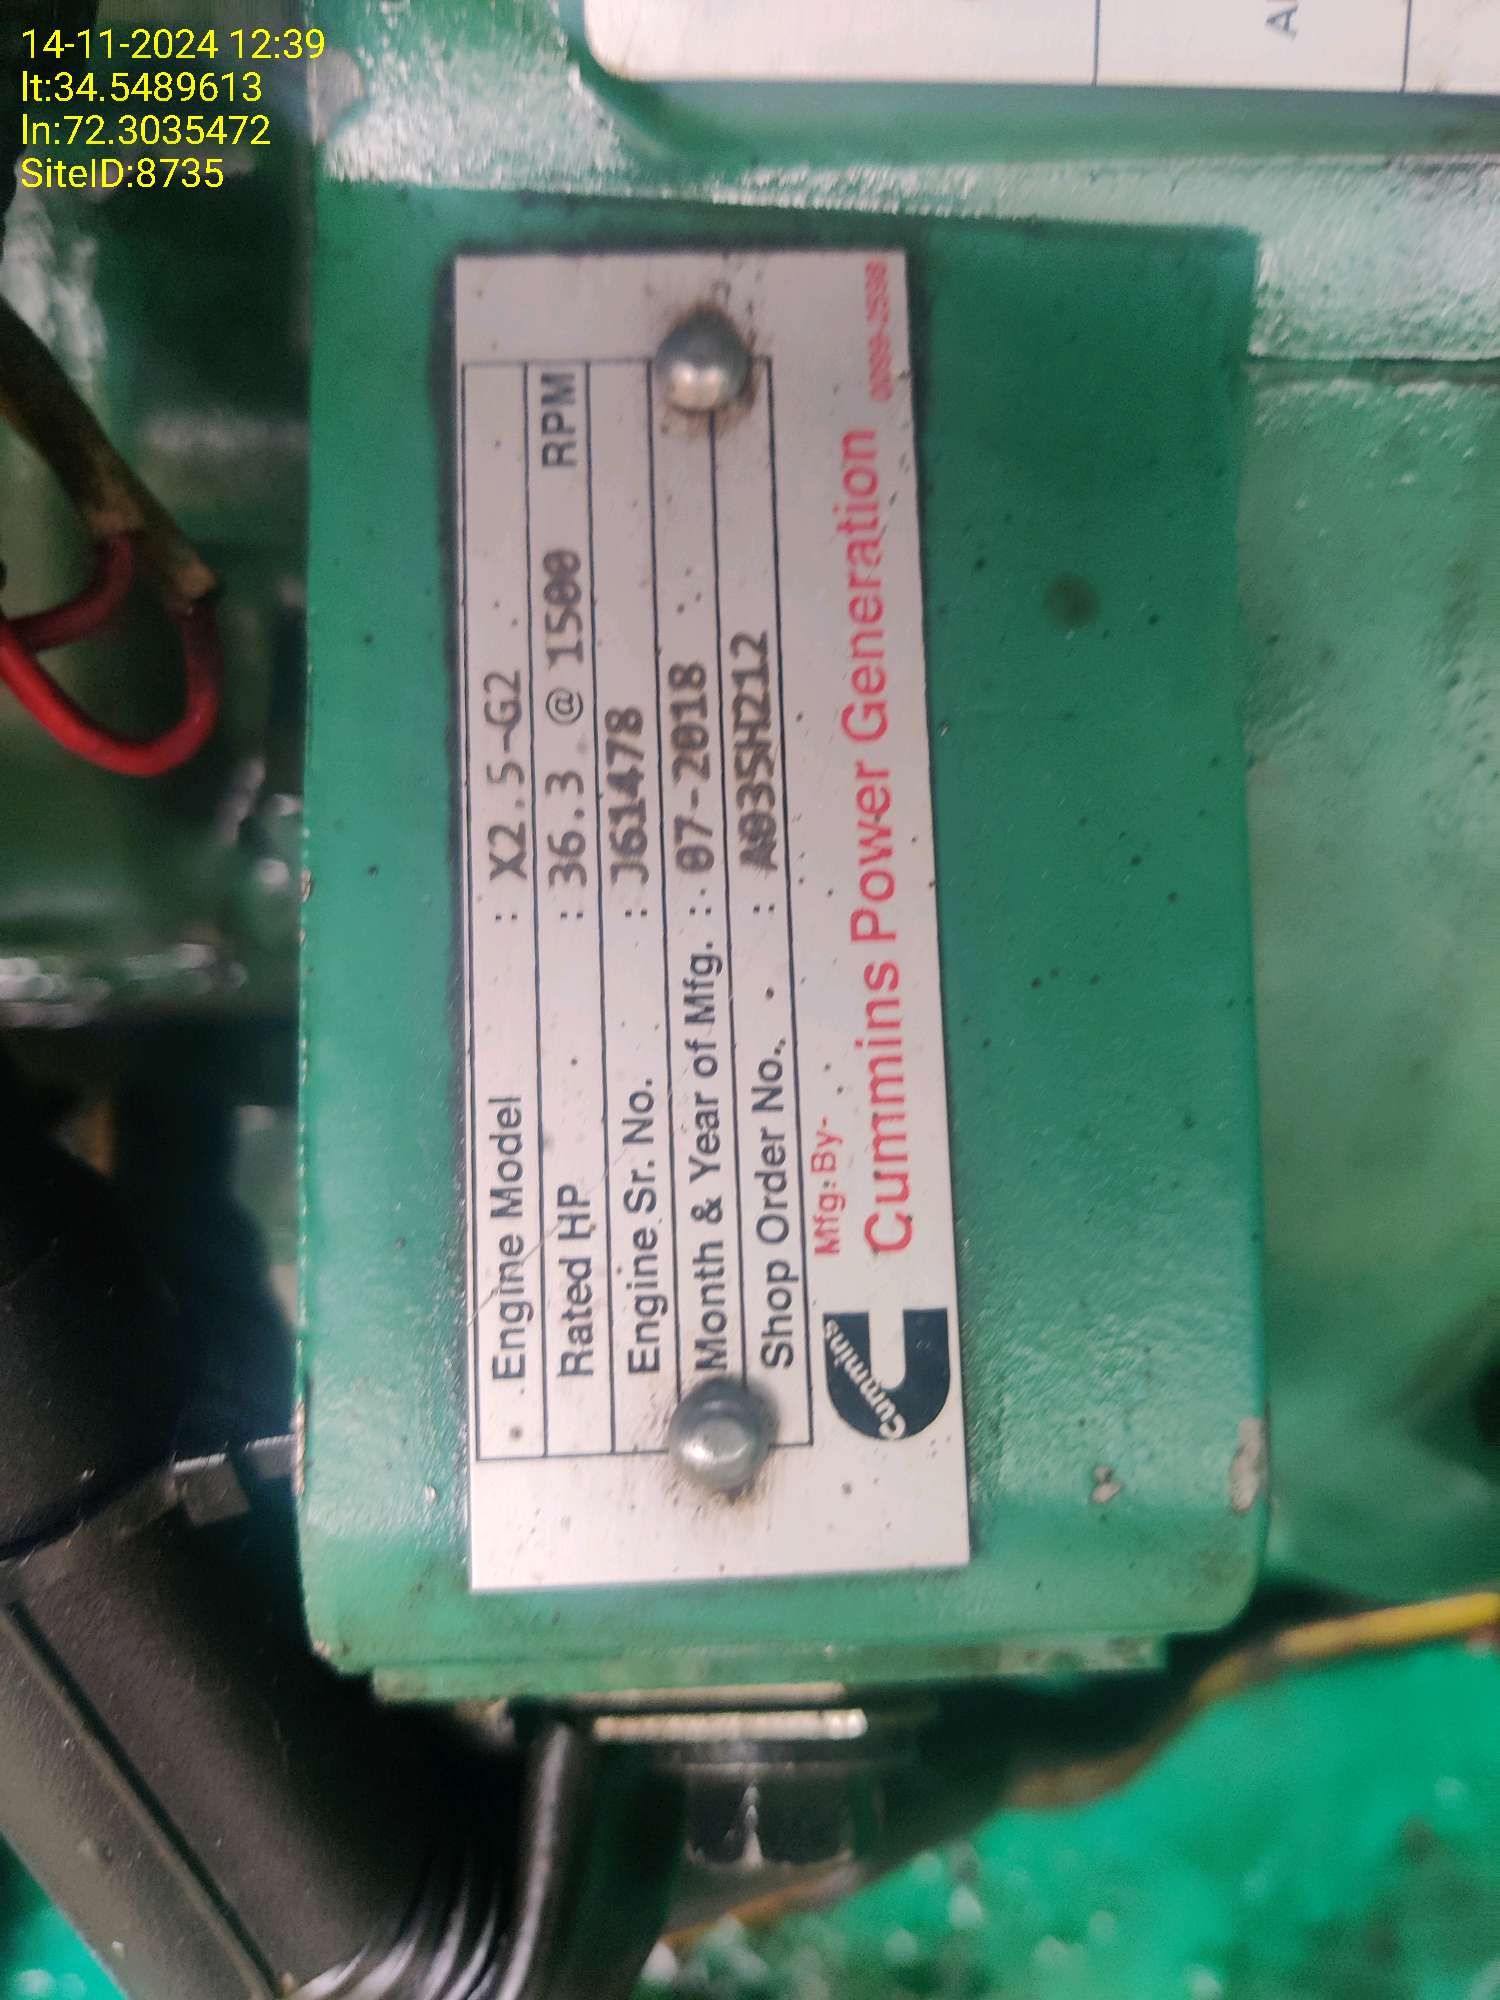 14-11-2024 12:39
lt:34.5489613
ln:72.3035472
SiteID:8735
Engine Model : X2.5-G2
Rated HP : 36.3 @ 1500 RPM
Engine Sr. No. : J61478
Month & Year of Mfg. : 07-2018
Shop Order No. : A035H212
Mfg. By-
Cummins Power Generation
Cummins